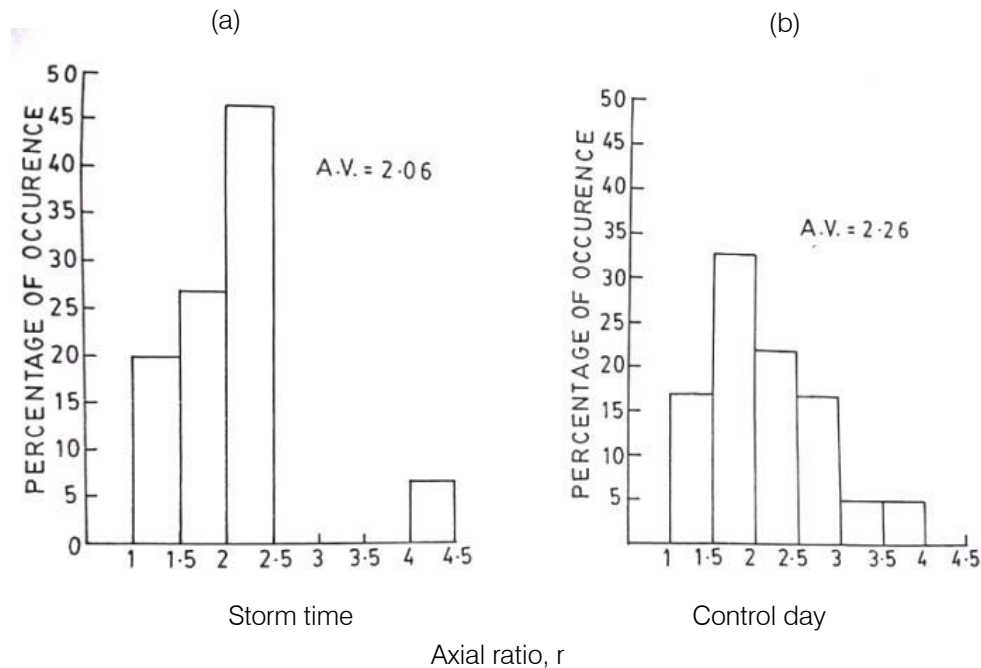 (a)
(b)
PERCENTAGE OF OCCURENCE
50
45
40
35
30
25
20
15
10
5
0
A.V. = 2·06
1 1·5 2 2·5 3 3·5 4 4·5
Storm time
PERCENTAGE OF OCCURENCE
50
45
40
35
30
25
20
15
10
5
A.V. = 2·26
1 1·5 2 2·5 3 3·5 4 4·5
Control day
Axial ratio, r